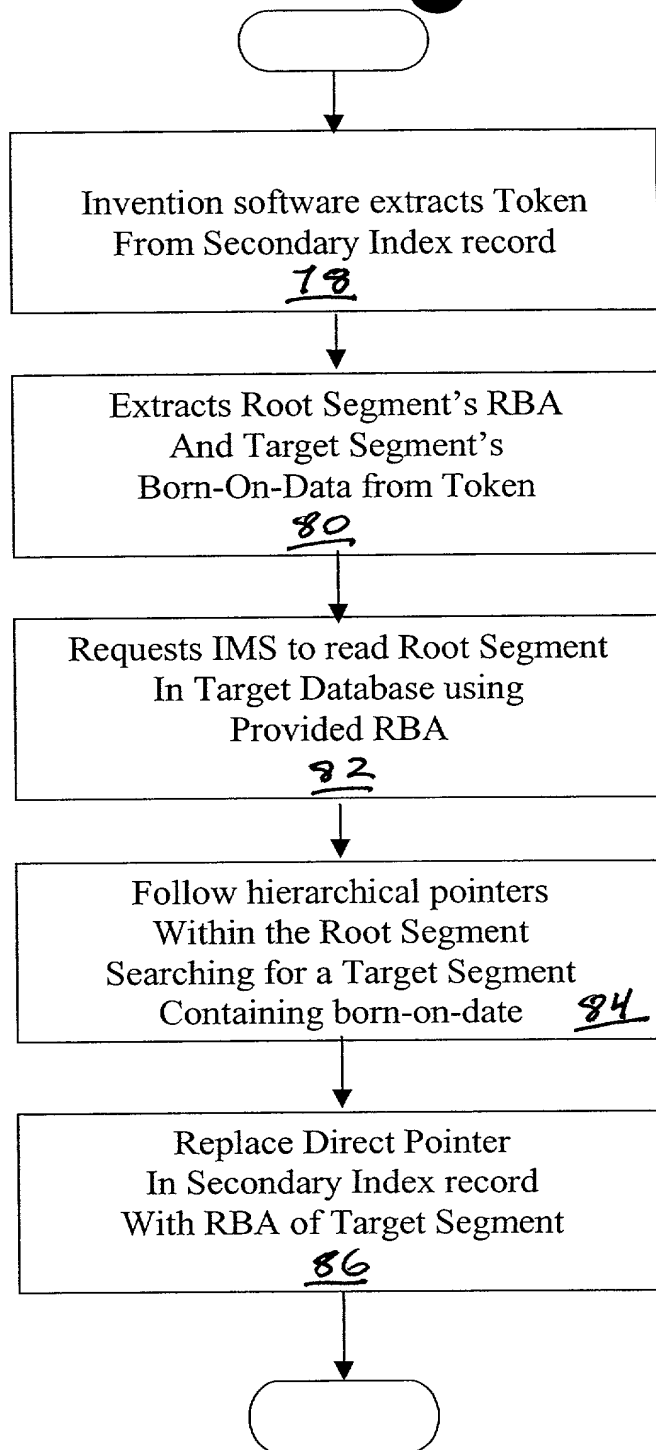 Invention software extracts Token
From Secondary Index record
78
Extracts Root Segment's RBA
And Target Segment's
Born-On-Data from Token
80
Requests IMS to read Root Segment
In Target Database using
Provided RBA
82
Follow hierarchical pointers
Within the Root Segment
Searching for a Target Segment
Containing born-on-date 84
Replace Direct Pointer
In Secondary Index record
With RBA of Target Segment
86